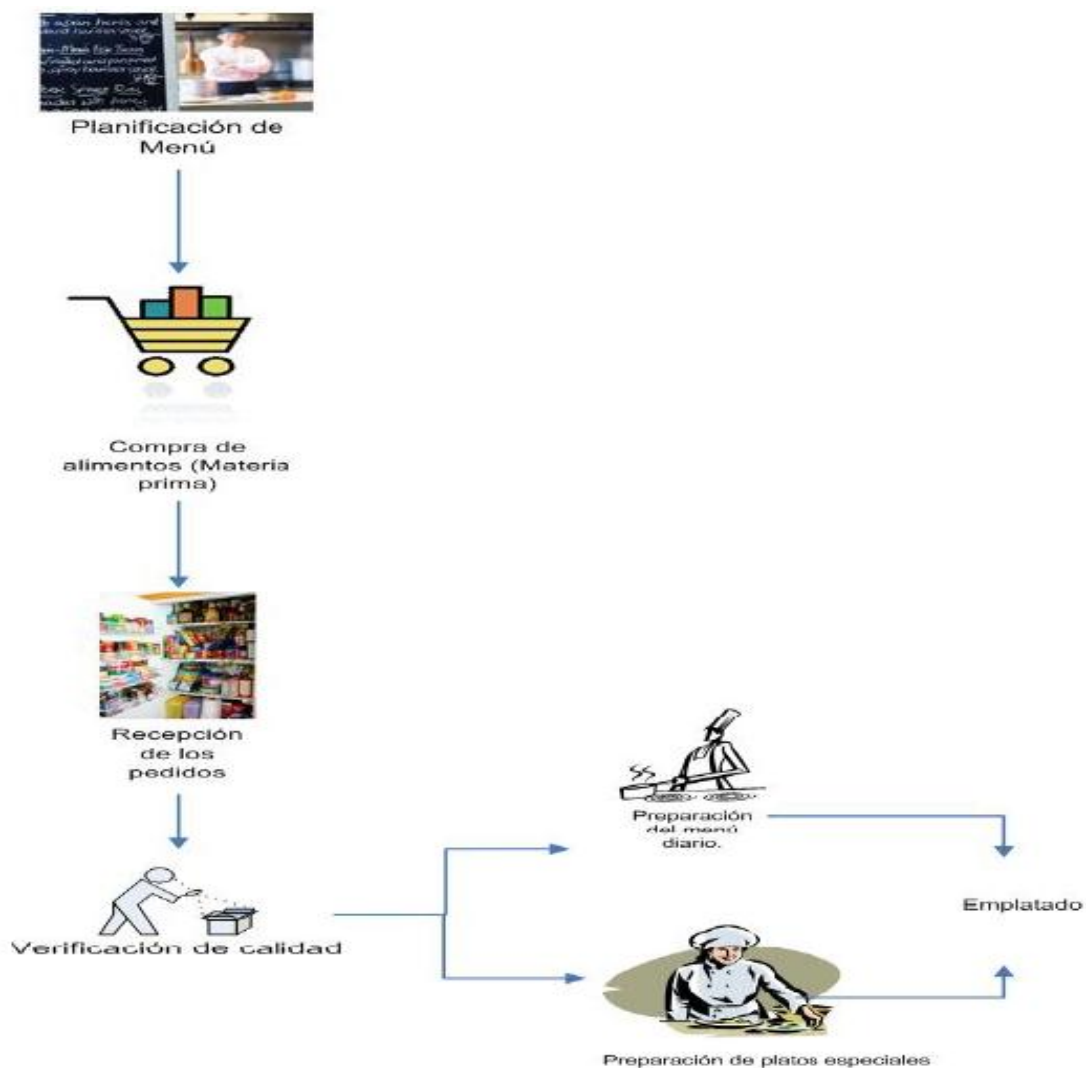 Planificación de
Menú
Compra de
alimentos (Materia
prima)
Recepción
de los
pedidos
Verificación de calidad
Preparación
del menú
diario.
Preparación de platos especiales
Emplatado